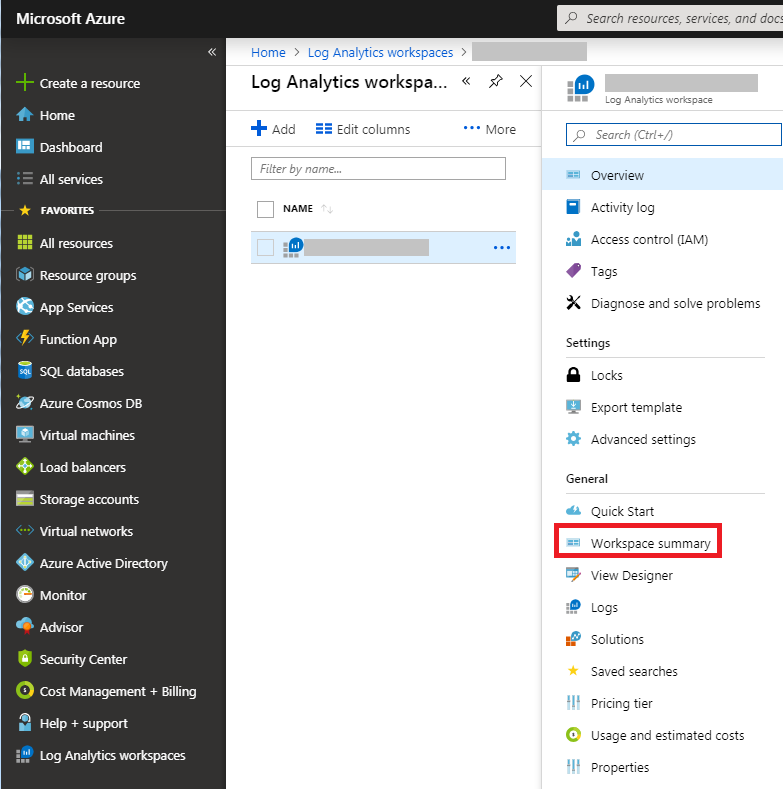 Microsoft Azure
Search resources, services, and docs
«
Create a resource
Home
Dashboard
All services
FAVORITES
All resources
Resource groups
App Services
Function App
SQL databases
Azure Cosmos DB
Virtual machines
Load balancers
Storage accounts
Virtual networks
Azure Active Directory
Monitor
Advisor
Security Center
Cost Management + Billing
Help + support
Log Analytics workspaces
Home > Log Analytics workspaces >
Log Analytics workspa... «
Add Edit columns ··· More
Filter by name...
NAME
···
Log Analytics workspace
Search (Ctrl+/)
Overview
Activity log
Access control (IAM)
Tags
Diagnose and solve problems
Settings
Locks
Export template
Advanced settings
General
Quick Start
Workspace summary
View Designer
Logs
Solutions
Saved searches
Pricing tier
Usage and estimated costs
Properties